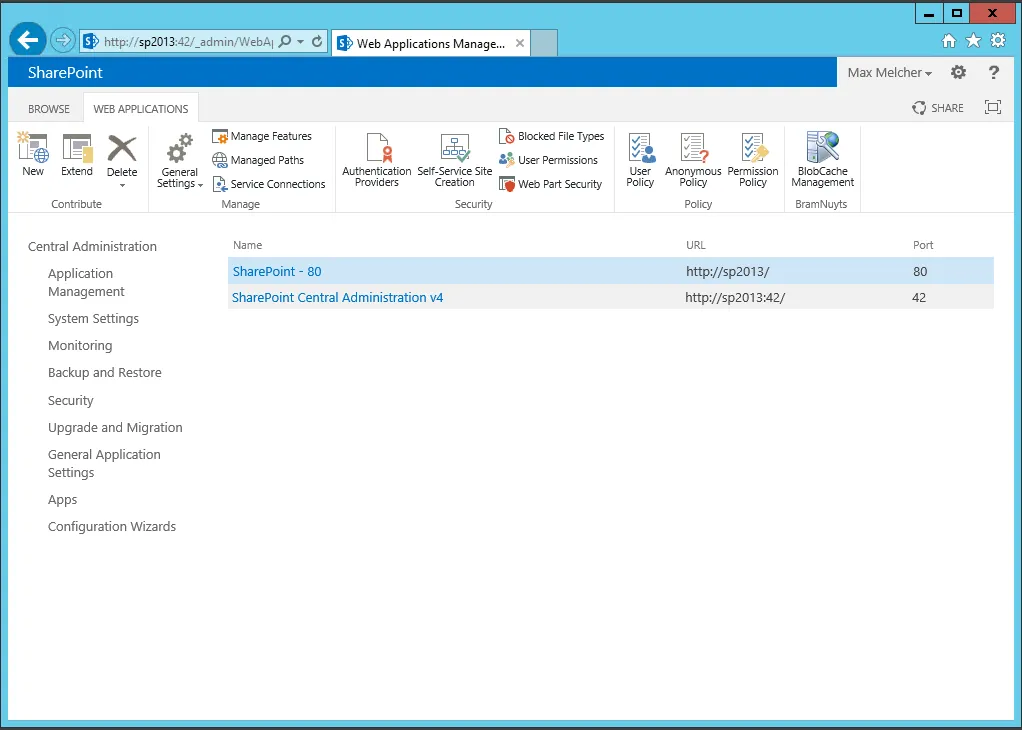 http://sp2013:42/_admin/WebA
Web Applications Manage...
SharePoint
Max Melcher
?
BROWSE
WEB APPLICATIONS
SHARE
New
Extend
Delete
General
Settings
Manage Features
Managed Paths
Service Connections
Authentication
Providers
Self-Service Site
Creation
Blocked File Types
User Permissions
Web Part Security
User
Policy
Anonymous
Policy
Permission
Policy
BlobCache
Management
Contribute
Manage
Security
Policy
BramNuyts
Central Administration
Application
Management
System Settings
Monitoring
Backup and Restore
Security
Upgrade and Migration
General Application
Settings
Apps
Configuration Wizards
Name URL Port
SharePoint - 80 http://sp2013/ 80
SharePoint Central Administration v4 http://sp2013:42/ 42